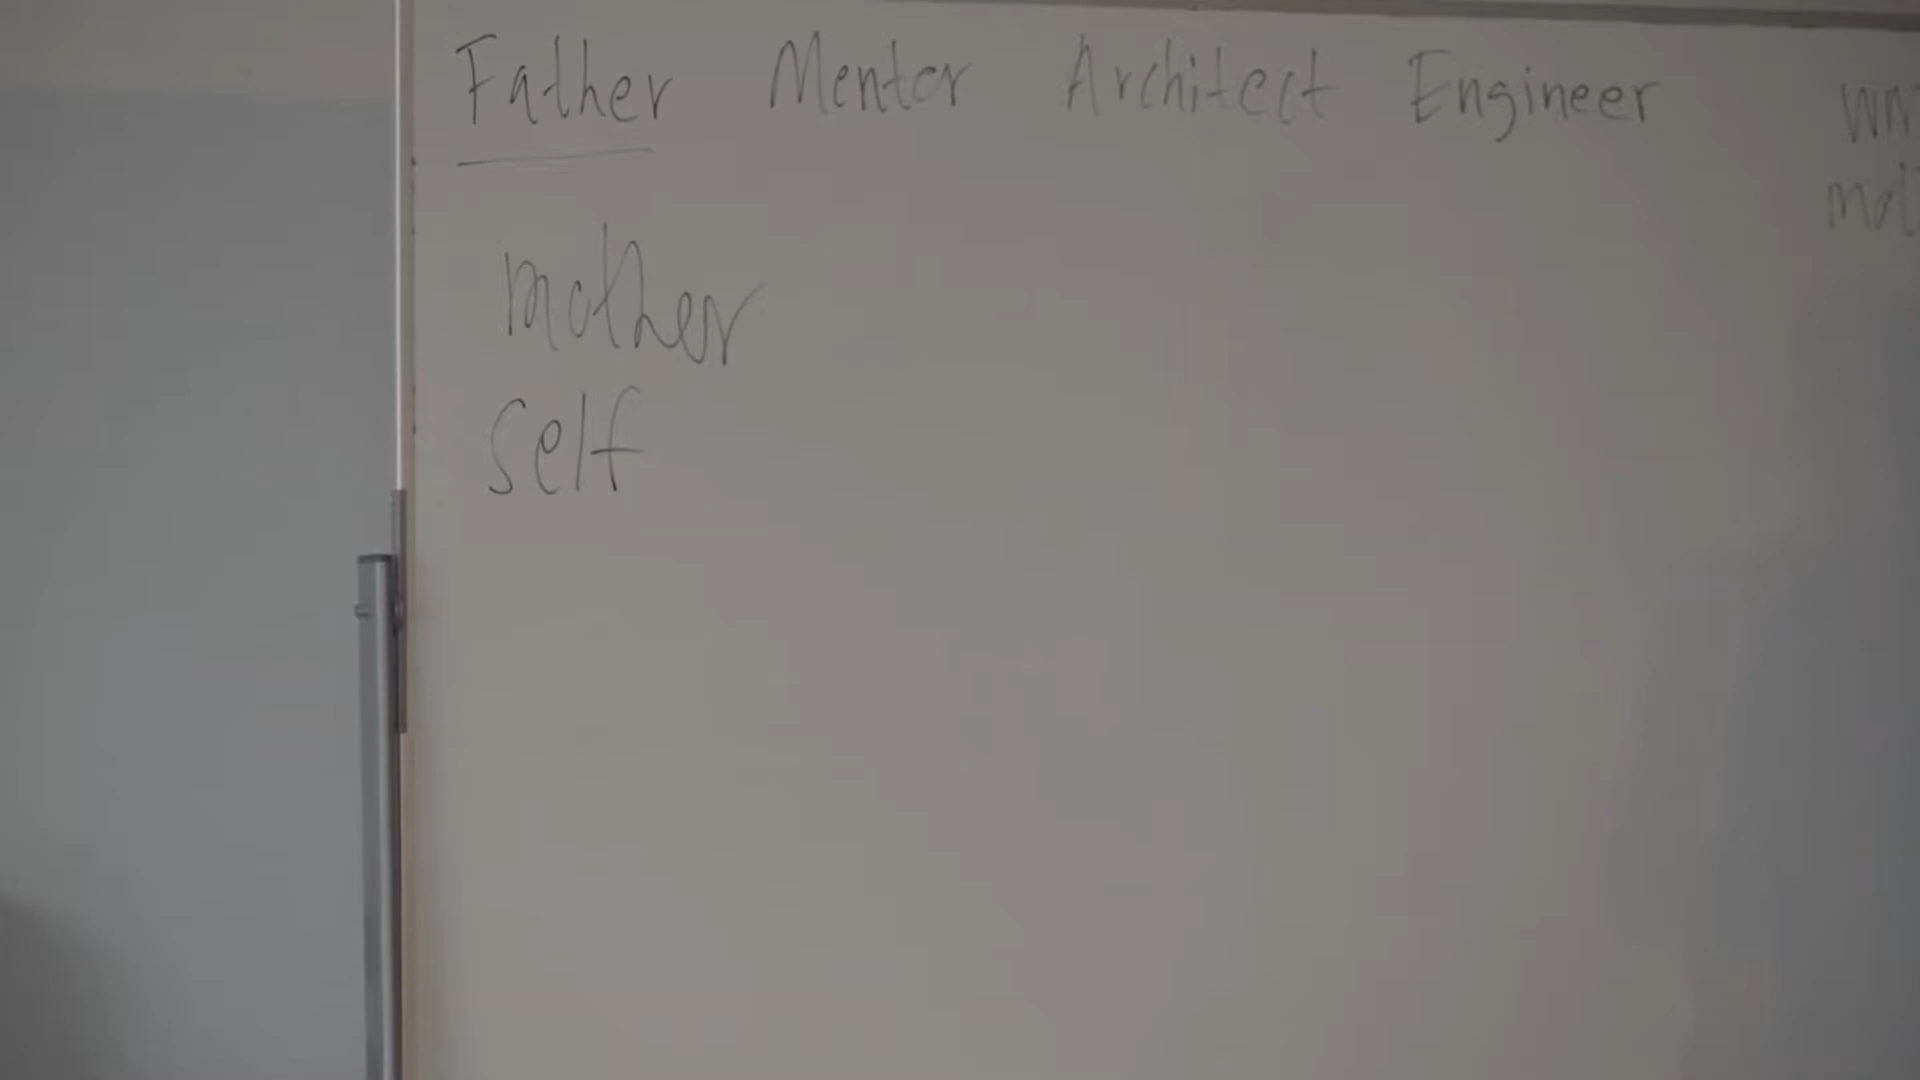 Father Mentor Architect Engineer
mother
self